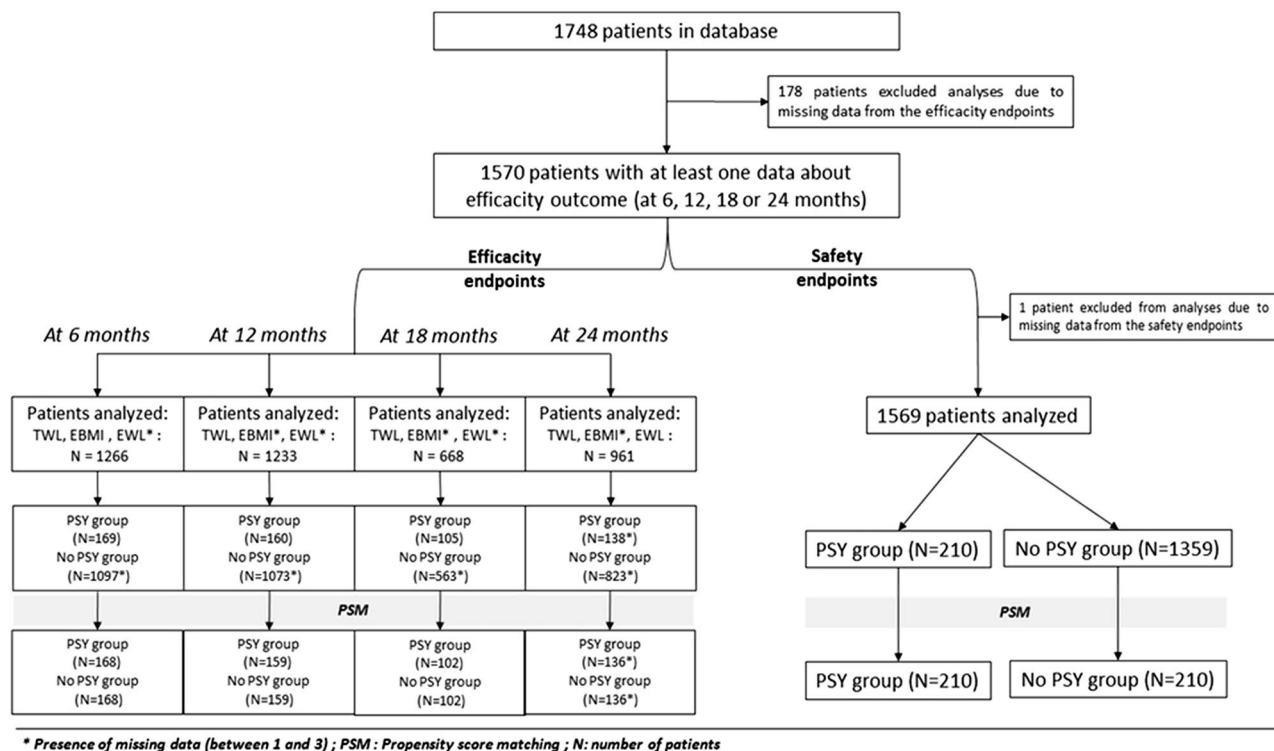 1748 patients in database
178 patients excluded analyses due to
missing data from the efficacity endpoints
1570 patients with at least one data about
efficacity outcome (at 6, 12, 18 or 24 months)
Efficacity
endpoints
Safety
endpoints
1 patient excluded from analyses due to
missing data from the safety endpoints
At 6 months
At 12 months
At 18 months
At 24 months
Patients analyzed:
TWL, EBMI , EWL* :
N = 1266
Patients analyzed:
TWL, EBMI*, EWL* :
N = 1233
Patients analyzed:
TWL, EBMI* , EWL* :
N = 668
Patients analyzed:
TWL, EBMI*, EWL :
N = 961
1569 patients analyzed
PSY group
(N=169)
No PSY group
(N=1097*)
PSY group
(N=160)
No PSY group
(N=1073*)
PSY group
(N=105)
No PSY group
(N=563*)
PSY group
(N=138*)
No PSY group
(N=823*)
PSY group (N=210)
No PSY group (N=1359)
PSM
PSM
PSY group
(N=168)
No PSY group
(N=168)
PSY group
(N=159)
No PSY group
(N=159)
PSY group
(N=102)
No PSY group
(N=102)
PSY group
(N=136*)
No PSY group
(N=136*)
PSY group (N=210)
No PSY group (N=210)
* Presence of missing data (between 1 and 3) ; PSM : Propensity score matching ; N: number of patients